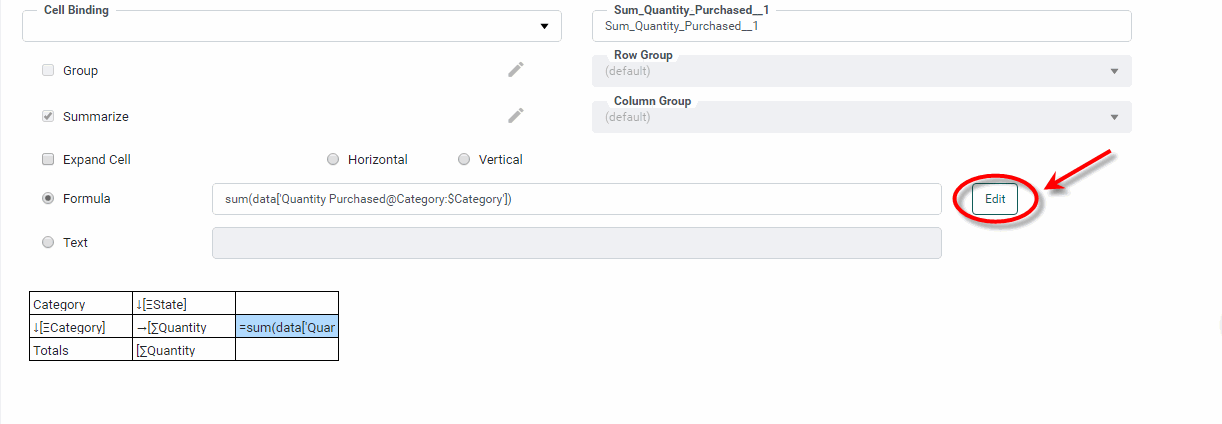 Cell Binding
Sum_Quantity_Purchased__1
Sum_Quantity_Purchased__1
Group
Row Group
(default)
Summarize
Column Group
(default)
Expand Cell
Horizontal
Vertical
Formula
sum(data['Quantity Purchased@Category:$Category'])
Edit
Text
Category ↓[ΞState]
↓[ΞCategory] →[∑Quantity =sum(data['Quar
Totals [∑Quantity